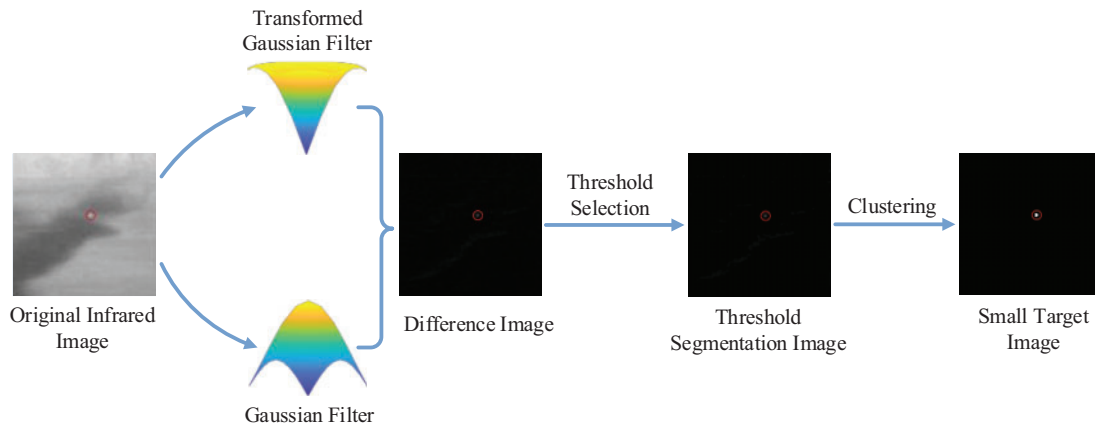 Transformed
Gaussian Filter
Original Infrared
Image
Gaussian Filter
Difference Image
Threshold
Selection
Threshold
Segmentation Image
Clustering
Small Target
Image